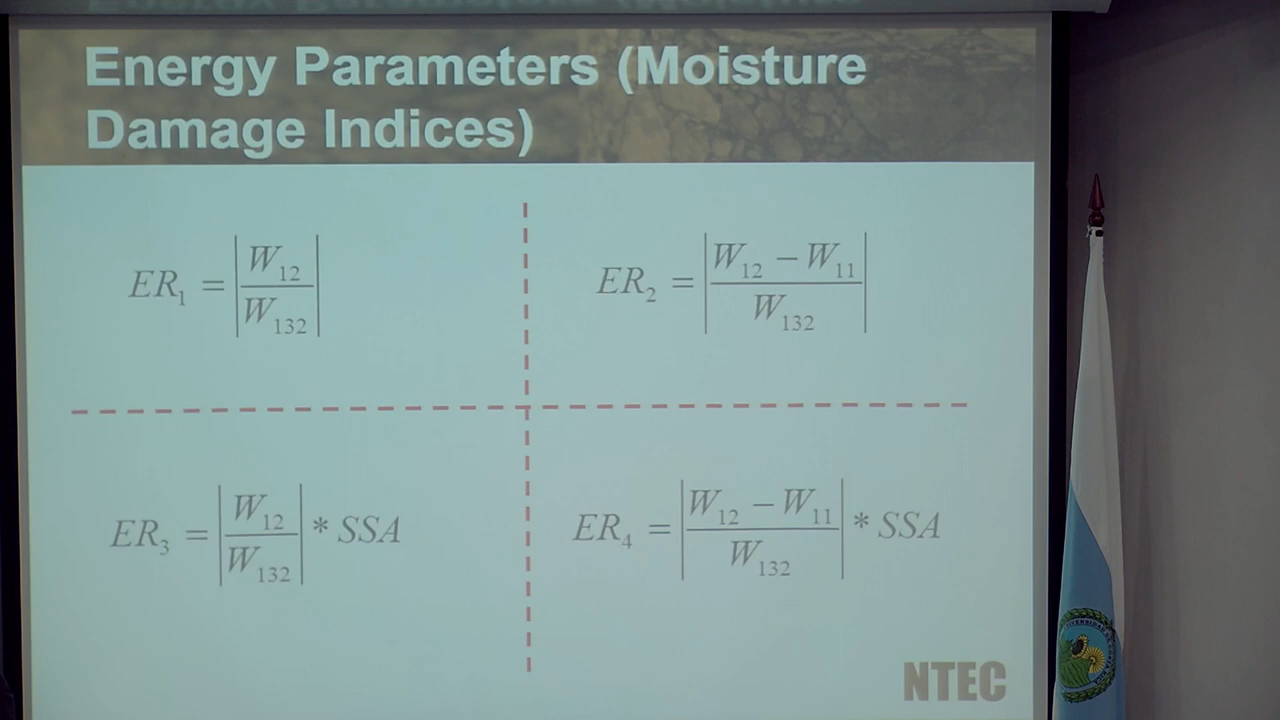 Energy Parameters (Moisture
Damage Indices)
ER₁ = |W₁₂ / W₁₃₂|
ER₂ = |(W₁₂ − W₁₁) / W₁₃₂|
ER₃ = |W₁₂ / W₁₃₂| * SSA
ER₄ = |(W₁₂ − W₁₁) / W₁₃₂| * SSA
NTEC